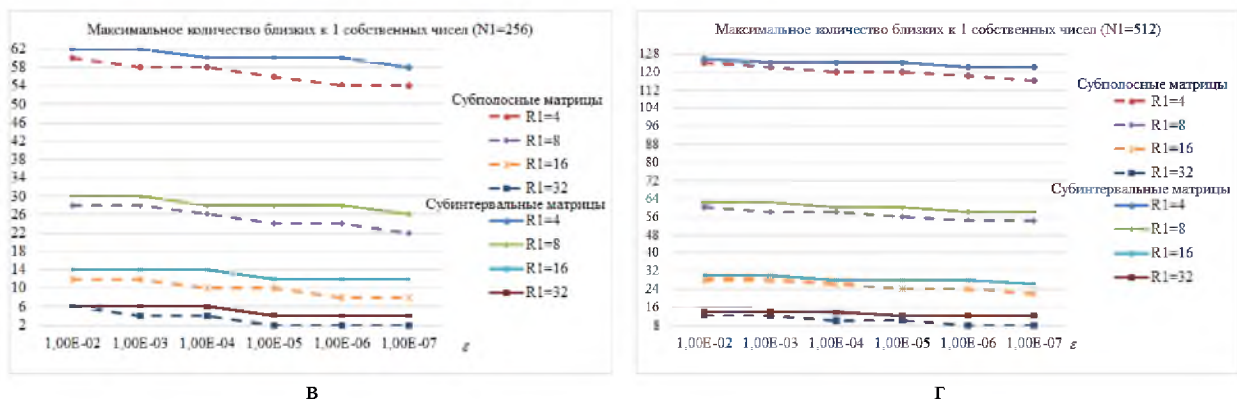 Максимальное количество близких к 1 собственных чисел (N1=256)
62
58
54
50
46
42
38
34
30
26
22
18
14
10
6
2
1,00E-02 1,00E-03 1,00E-04 1,00E-05 1,00E-06 1,00E-07 ε
Субполосные матрицы
R1=4
R1=8
R1=16
R1=32
Субинтервальные матрицы
R1=4
R1=8
R1=16
R1=32
в
Максимальное количество близких к 1 собственных чисел (N1=512)
128
120
112
104
96
88
80
72
64
56
48
40
32
24
16
8
1,00E-02 1,00E-03 1,00E-04 1,00E-05 1,00E-06 1,00E-07 ε
Субполосные матрицы
R1=4
R1=8
R1=16
R1=32
Субинтервальные матрицы
R1=4
R1=8
R1=16
R1=32
г